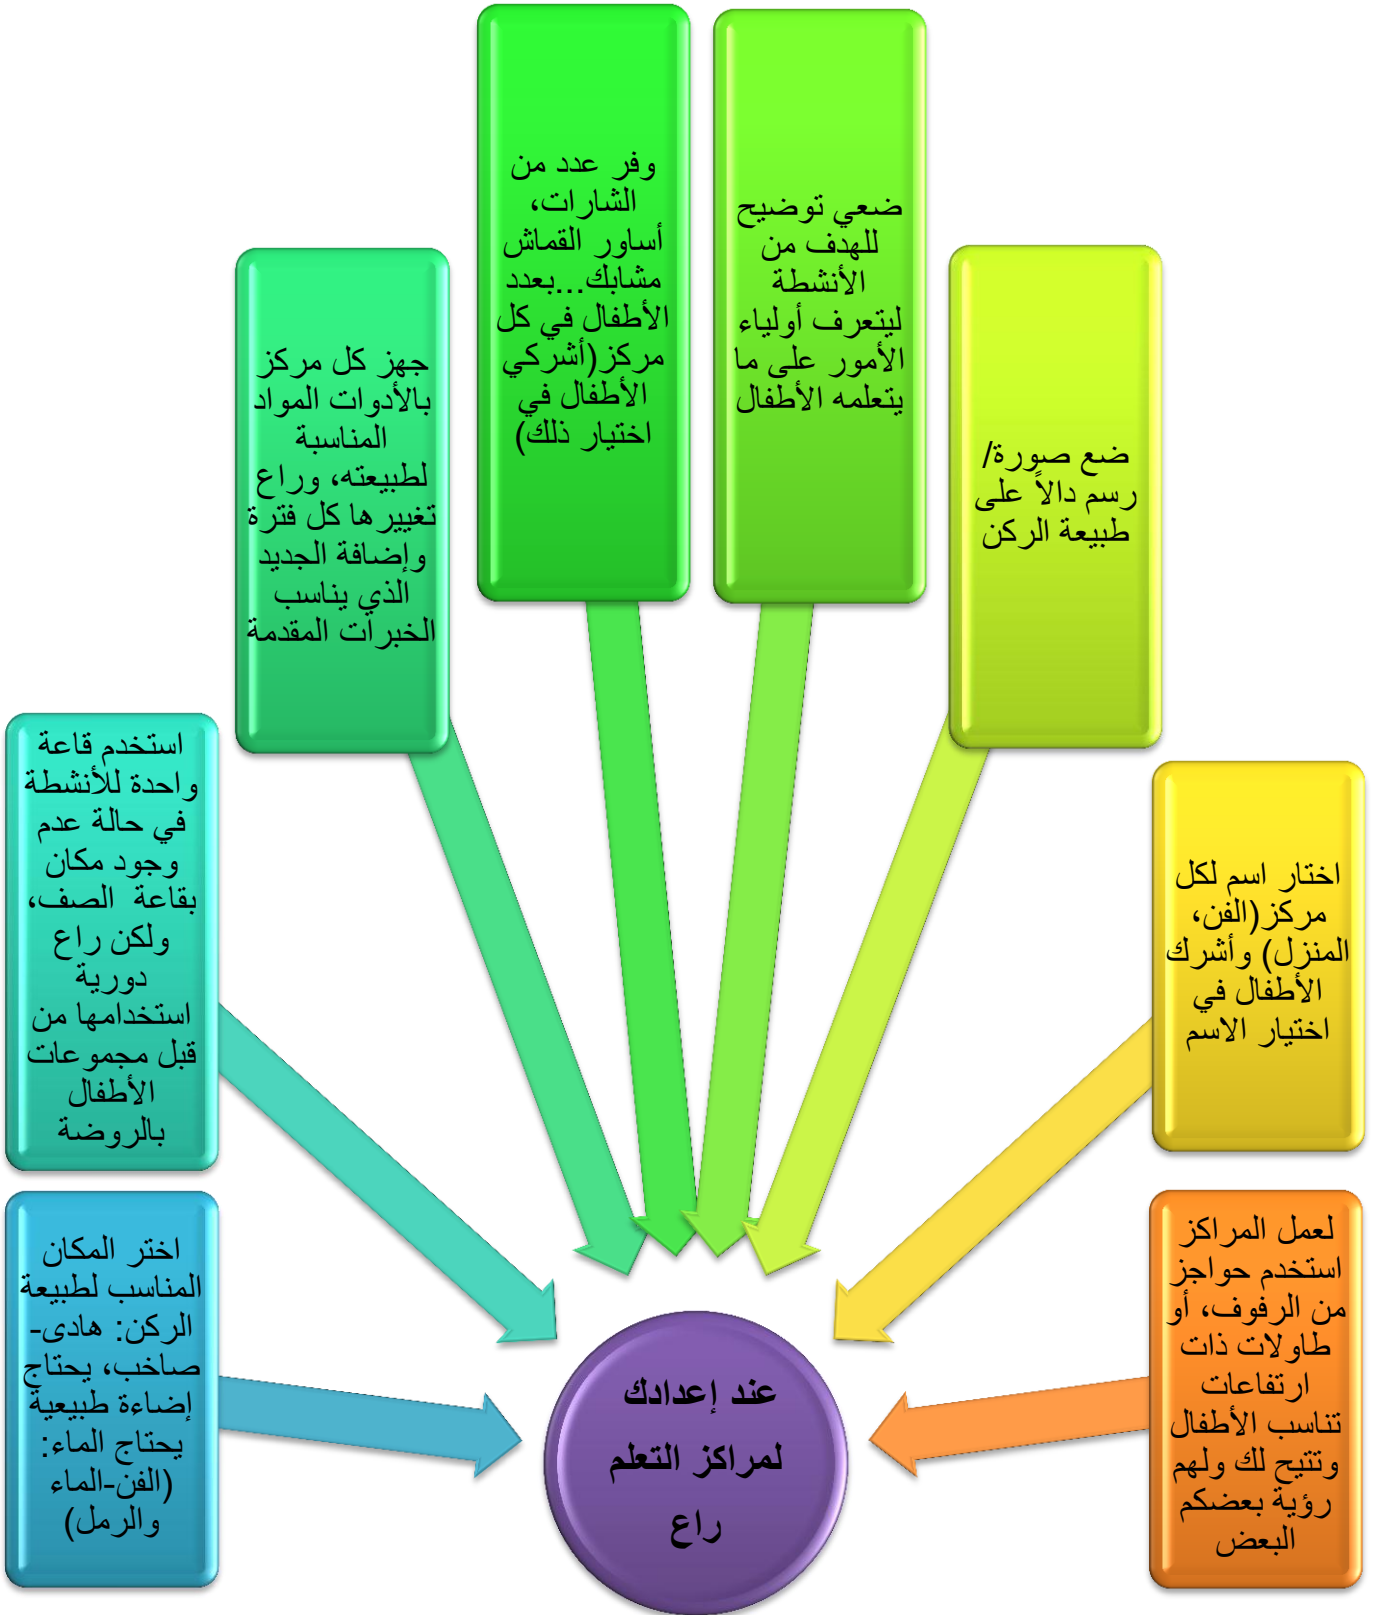 عند إعدادك
لمراكز التعلم
راع
لعمل المراكز
استخدم حواجز
من الرفوف، أو
طاولات ذات
ارتفاعات
تناسب الأطفال
وتتيح لك ولهم
رؤية بعضكم
البعض
اختار اسم لكل
مركز(الفن،
المنزل) وأشرك
الأطفال في
اختيار الاسم
ضع صورة/
رسم دالاً على
طبيعة الركن
ضعي توضيح
للهدف من
الأنشطة
ليتعرف أولياء
الأمور على ما
يتعلمه الأطفال
وفر عدد من
الشارات،
أساور القماش
مشابك...بعدد
الأطفال في كل
مركز(أشركي
الأطفال في
اختيار ذلك)
جهز كل مركز
بالأدوات المواد
المناسبة
لطبيعته، وراع
تغييرها كل فترة
وإضافة الجديد
الذي يناسب
الخبرات المقدمة
استخدم قاعة
واحدة للأنشطة
في حالة عدم
وجود مكان
بقاعة الصف،
ولكن راع
دورية
استخدامها من
قبل مجموعات
الأطفال
بالروضة
اختر المكان
المناسب لطبيعة
الركن: هادى-
صاخب، يحتاج
إضاءة طبيعية
يحتاج الماء:
(الفن-الماء
والرمل)